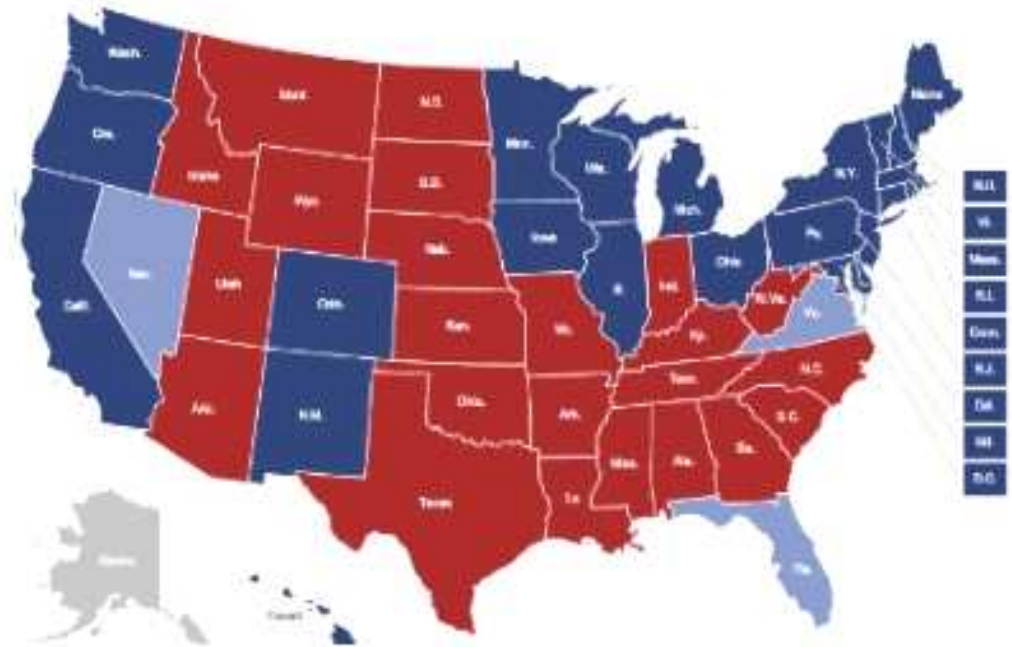 Wash.
Mont.
N.D.
Minn.
Maine
Ore.
Idaho
S.D.
Wis.
Mich.
N.Y.
N.H.
Wyo.
Vt.
Nev.
Neb.
Iowa
Pa.
Mass.
Utah
Ohio
R.I.
Calif.
Colo.
Ill.
Ind.
W.Va.
Va.
Conn.
Kan.
Mo.
Ky.
N.J.
Ariz.
N.M.
Okla.
Ark.
Tenn.
N.C.
Del.
S.C.
Md.
Miss.
Ala.
Ga.
D.C.
Texas
La.
Alaska
Hawaii
Fla.